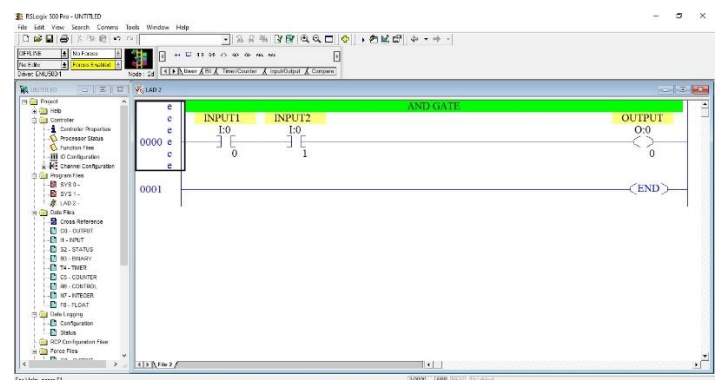 RSLogix 500 Pro - UNTITLED
File Edit View Search Comms Tools Window Help
OFFLINE No Forces
No Edits Forces Enabled
Driver: EMU500-1 Node: 2d
User Bit Timer/Counter Input/Output Compare
UNTITLED
LAD 2
Project
Help
Controller
Controller Properties
Processor Status
Function Files
IO Configuration
Channel Configuration
Program Files
SYS 0 -
SYS 1 -
LAD 2 -
Data Files
Cross Reference
O0 - OUTPUT
I1 - INPUT
S2 - STATUS
B3 - BINARY
T4 - TIMER
C5 - COUNTER
R6 - CONTROL
N7 - INTEGER
F8 - FLOAT
Data Logging
Configuration
Status
RCP Configuration Files
Force Files
AND GATE
INPUT1 INPUT2 OUTPUT
I:0 I:0 O:0
0000
0 1 0
e
e
e
e
e
e
0001 END
File 2